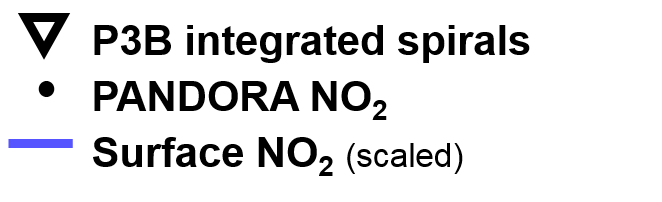 P3B integrated spirals
PANDORA NO₂
Surface NO₂ (scaled)